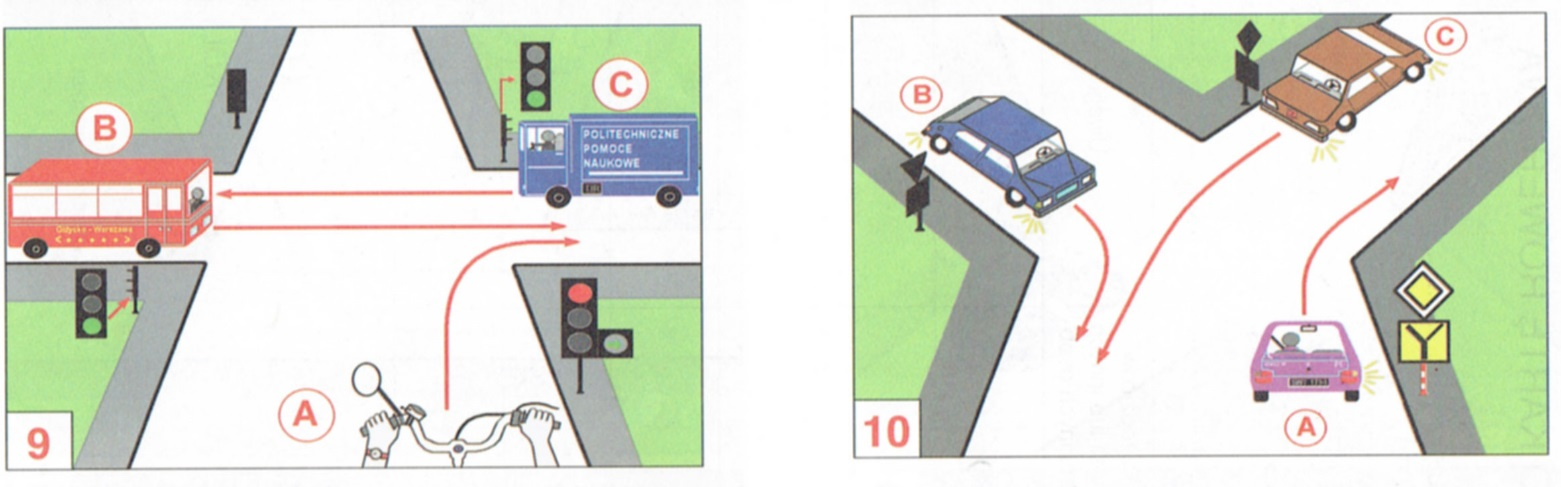 B
C
POLITECHNICZNE
POMOCE
NAUKOWE
A
9
C
B
A
10